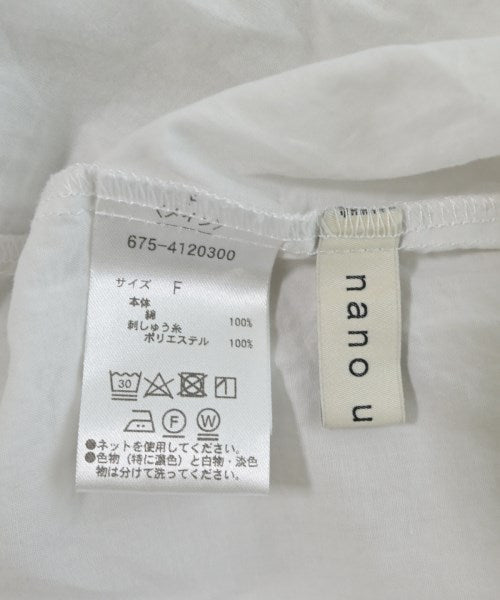 675-4120300
サイズ F
本体
綿 100%
刺しゅう糸
ポリエステル 100%
30
F W
●ネットを使用してください。
●色物(特に濃色)と白物・淡色
物は分けて洗ってください。
nano u